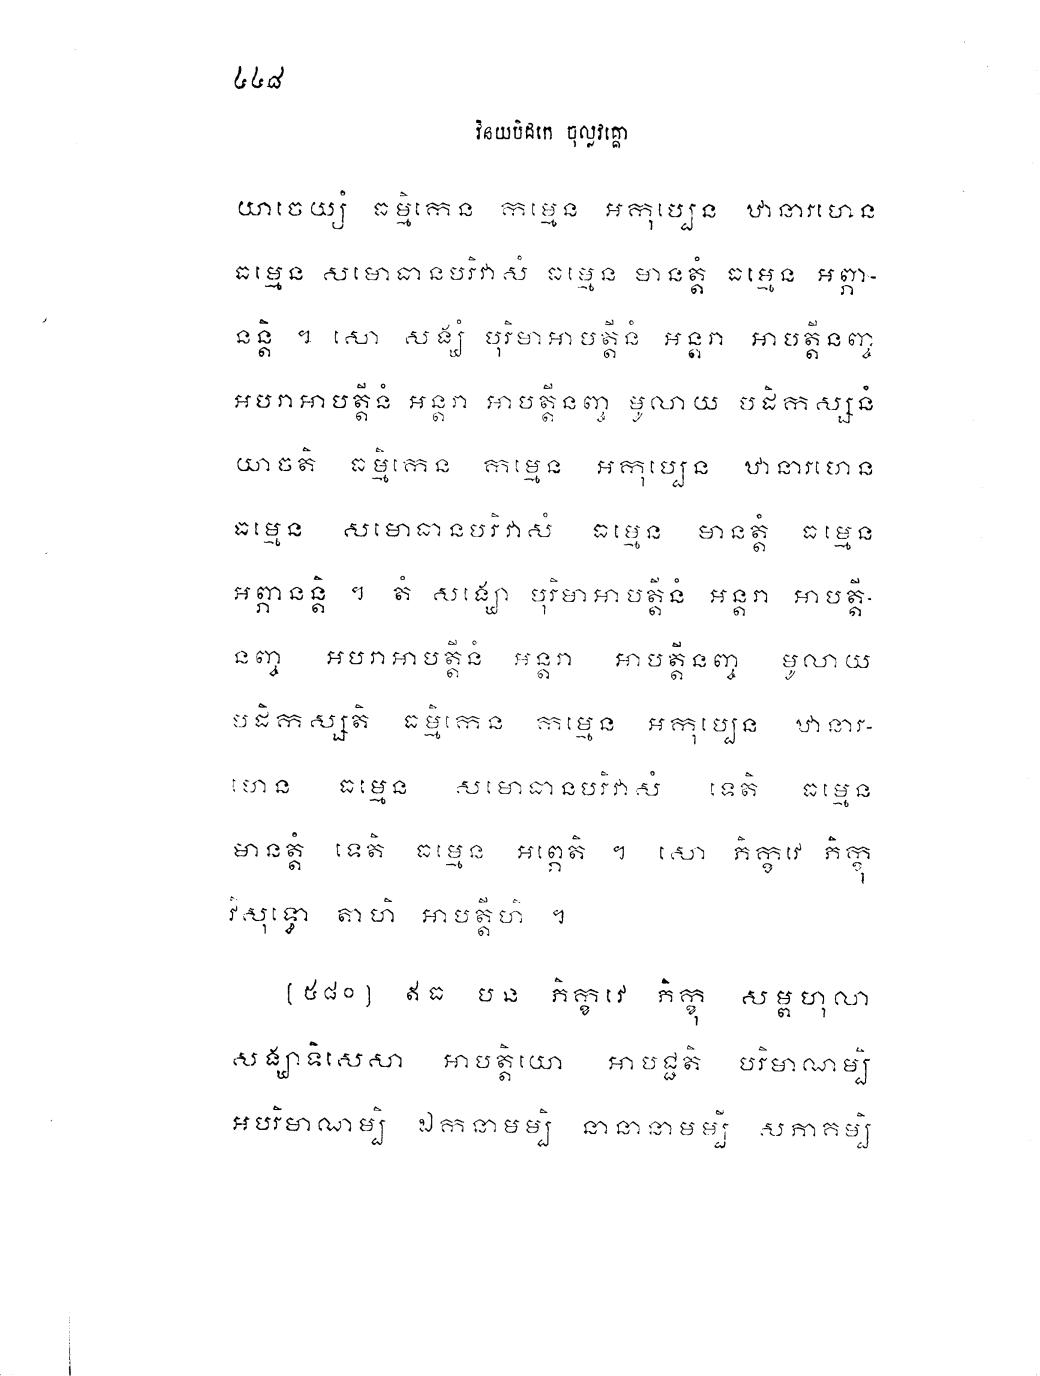 ៤៤៨
វិនយបិដកេ ចុល្លវគ្គោ
យាចេយ្យំ ធម្មិកេន កម្មេន អកុប្បេន ឋានារហេន
ធម្មេន សមោធានបរិវាសំ ធម្មេន មានត្តំ ធម្មេន អព្ភា-
នន្តិ ។ សោ សង្ឃំ បុរិមាអាបត្តីនំ អន្តរា អាបត្តីនញ្ច
អបរាអាបត្តីនំ អន្តរា អាបត្តីនញ្ច មូលាយ បដិកស្សនំ
យាចតិ ធម្មិកេន កម្មេន អកុប្បេន ឋានារហេន
ធម្មេន សមោធានបរិវាសំ ធម្មេន មានត្តំ ធម្មេន
អព្ភានន្តិ ។ តំ សង្ឃោ បុរិមាអាបត្តីនំ អន្តរា អាបត្តី-
នញ្ច អបរាអាបត្តីនំ អន្តរា អាបត្តីនញ្ច មូលាយ
បដិកស្សតិ ធម្មិកេន កម្មេន អកុប្បេន ឋានារ-
ហេន ធម្មេន សមោធានបរិវាសំ ទេតិ ធម្មេន
មានត្តំ ទេតិ ធម្មេន អព្ភេតិ ។ សោ ភិក្ខវេ ភិក្ខុ
វិសុទ្ធោ តាហិ អាបត្តីហិ ។
[៥៨០] ឥធ បន ភិក្ខវេ ភិក្ខុ សម្ពហុលា
សង្ឃាទិសេសា អាបត្តិយោ អាបជ្ជតិ បរិមាណម្បិ
អបរិមាណម្បិ ឯកនាមម្បិ នានានាមម្បិ សភាគម្បិ